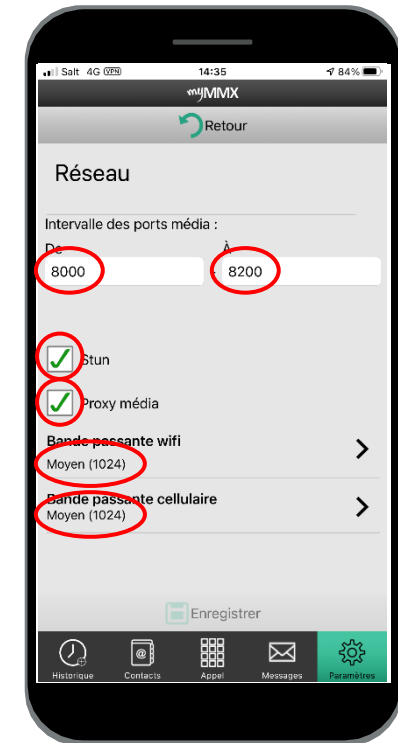 Salt 4G VPN 14:35 84%
myMMX
Retour
Réseau
Intervalle des ports média :
De À
8000 - 8200
Stun
Proxy média
Bande passante wifi
Moyen (1024)
Bande passante cellulaire
Moyen (1024)
Enregistrer
Historique Contacts Appel Messages Paramètres